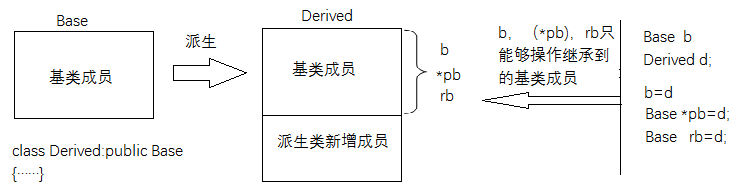 Base
基类成员
class Derived:public Base
{······}
派生
Derived
基类成员
派生类新增成员
b
*pb
rb
b， （*pb)，rb只
能够操作继承到
的基类成员
Base b
Derived d;
b=d
Base *pb=d;
Base rb=d;